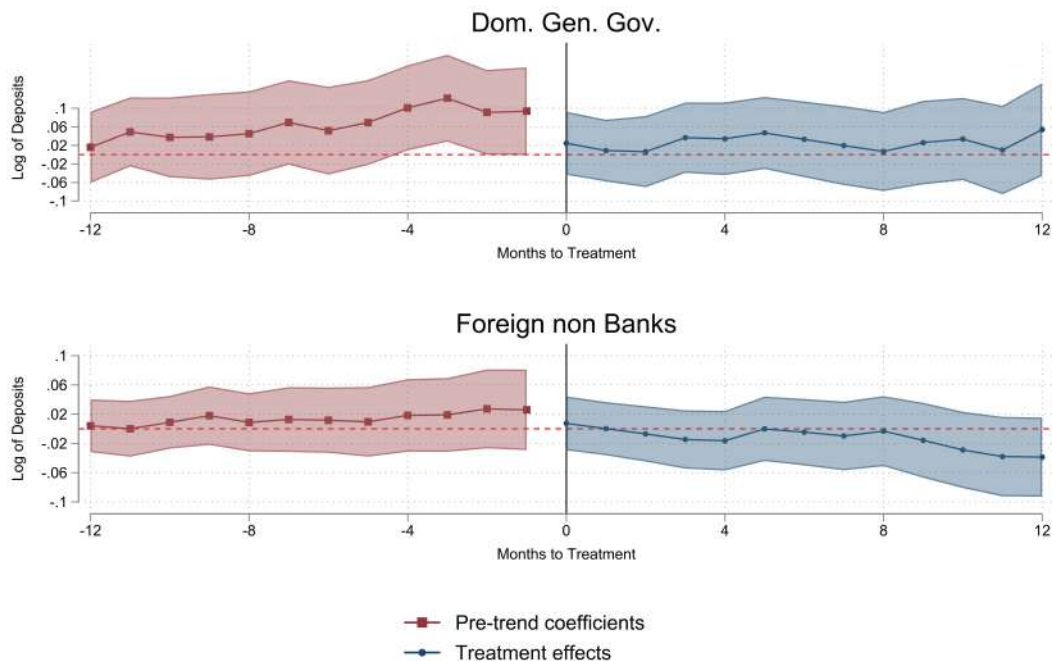 Dom. Gen. Gov.
Log of Deposits
.1
.06
.02
-.02
-.06
-.1
-12 -8 -4 0 4 8 12
Months to Treatment
Foreign non Banks
Log of Deposits
.1
.06
.02
-.02
-.06
-.1
-12 -8 -4 0 4 8 12
Months to Treatment
Pre-trend coefficients
Treatment effects